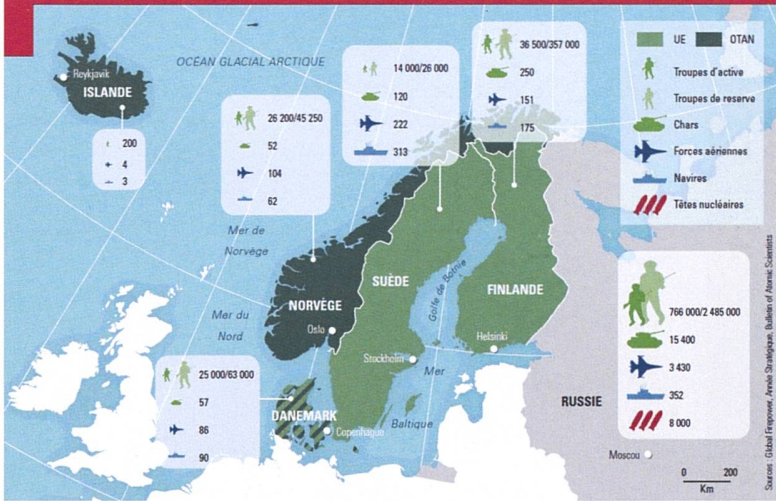 OCÉAN GLACIAL ARCTIQUE
Reykjavik
ISLANDE
200
4
3
26 200/45 250
52
104
62
14 000/26 000
120
222
313
36 500/357 000
250
151
175
UE
OTAN
Troupes d'active
Troupes de reserve
Chars
Forces aériennes
Navires
Têtes nucléaires
Mer de
Norvège
Mer du
Nord
NORVÈGE
Oslo
SUÈDE
Stockholm
Golfe de Botnie
FINLANDE
Helsinki
Mer
Baltique
25 000/63 000
57
86
90
DANEMARK
Copenhague
RUSSIE
Moscou
766 000/2 485 000
15 400
3 430
352
8 000
0 200
Km
Sources : Global Firepower, Année Stratégique, Bulletin of Atomic Scientists